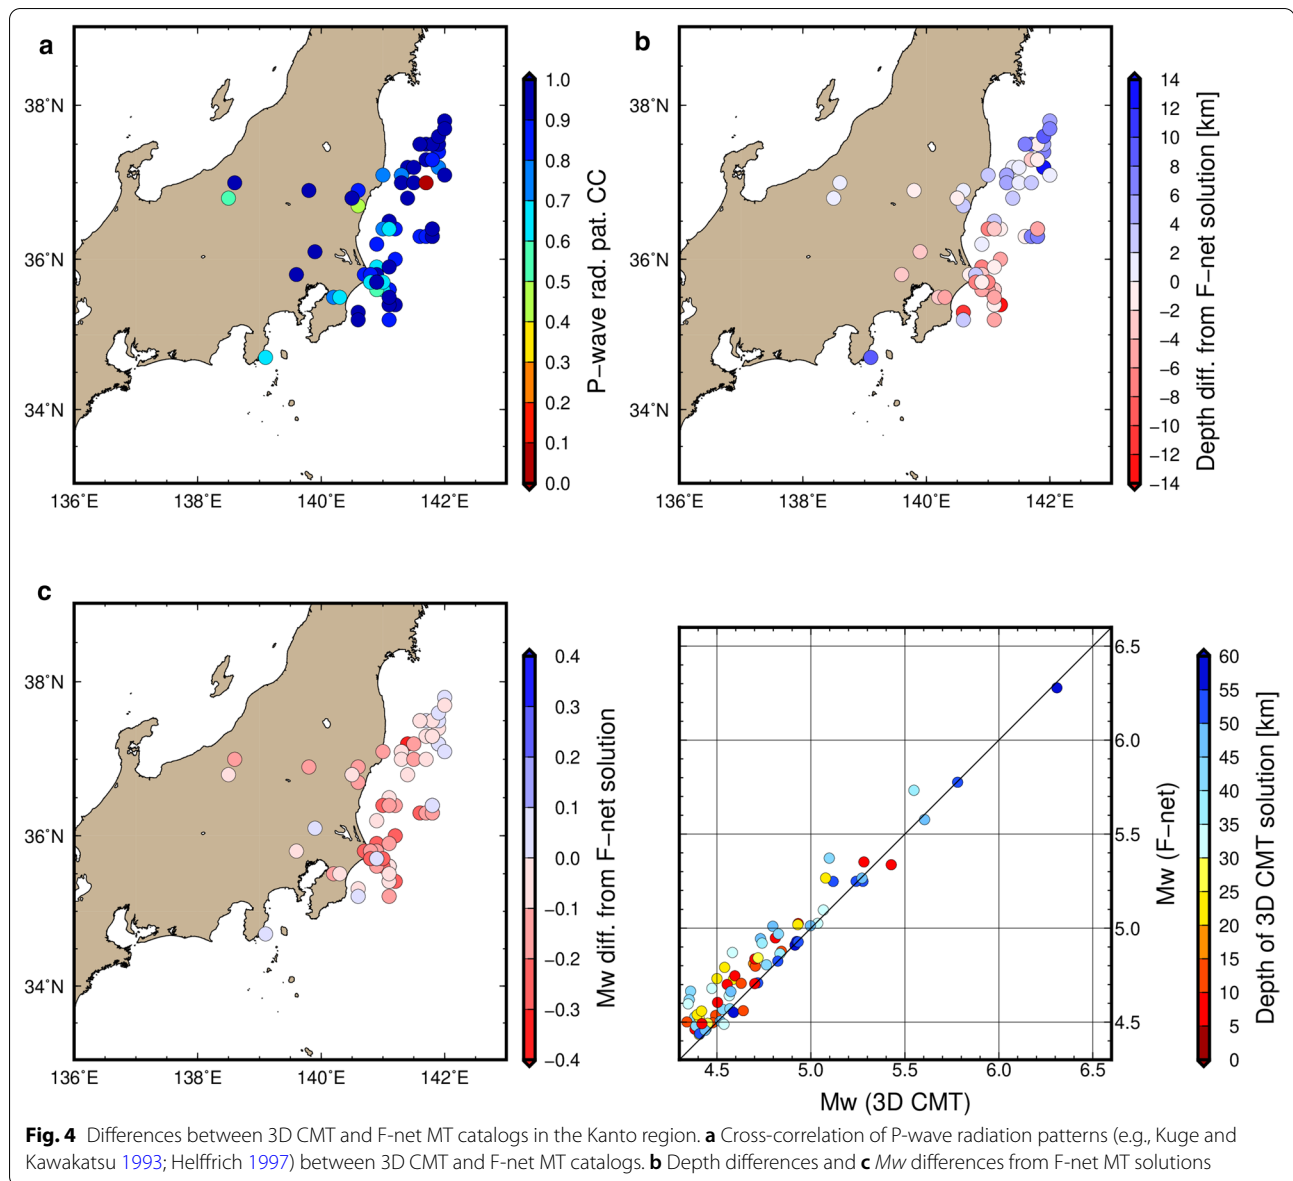 a
38°N
36°N
34°N
136°E
138°E
140°E
142°E
1.0
0.9
0.8
0.7
0.6
0.5
0.4
0.3
0.2
0.1
0.0
P−wave rad. pat. CC
b
38°N
36°N
34°N
136°E
138°E
140°E
142°E
14
12
10
8
6
4
2
0
−2
−4
−6
−8
−10
−12
−14
Depth diff. from F−net solution [km]
c
38°N
36°N
34°N
136°E
138°E
140°E
142°E
0.4
0.3
0.2
0.1
0.0
−0.1
−0.2
−0.3
−0.4
Mw diff. from F−net solution
6.5
6.0
5.5
5.0
4.5
Mw (F−net)
4.5
5.0
5.5
6.0
6.5
Mw (3D CMT)
60
55
50
45
40
35
30
25
20
15
10
5
0
Depth of 3D CMT solution [km]
Fig. 4 Differences between 3D CMT and F-net MT catalogs in the Kanto region. a Cross-correlation of P-wave radiation patterns (e.g., Kuge and
Kawakatsu 1993; Helffrich 1997) between 3D CMT and F-net MT catalogs. b Depth differences and c Mw differences from F-net MT solutions